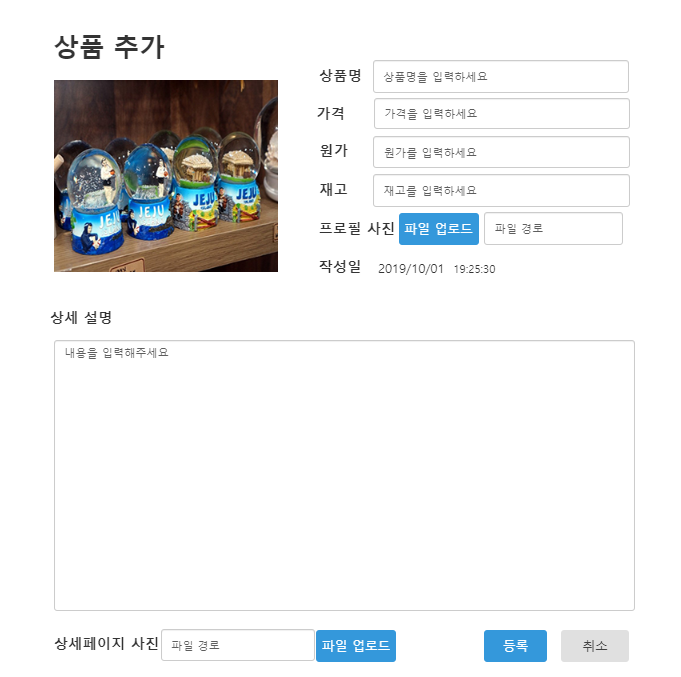 상품 추가
JEJU
JEJU
JEJU
JEJU
상품명 상품명을 입력하세요
가격 가격을 입력하세요
원가 원가를 입력하세요
재고 재고를 입력하세요
프로필 사진 파일 업로드 파일 경로
작성일 2019/10/01 19:25:30
상세 설명
내용을 입력해주세요
상세페이지 사진 파일 경로 파일 업로드 등록 취소